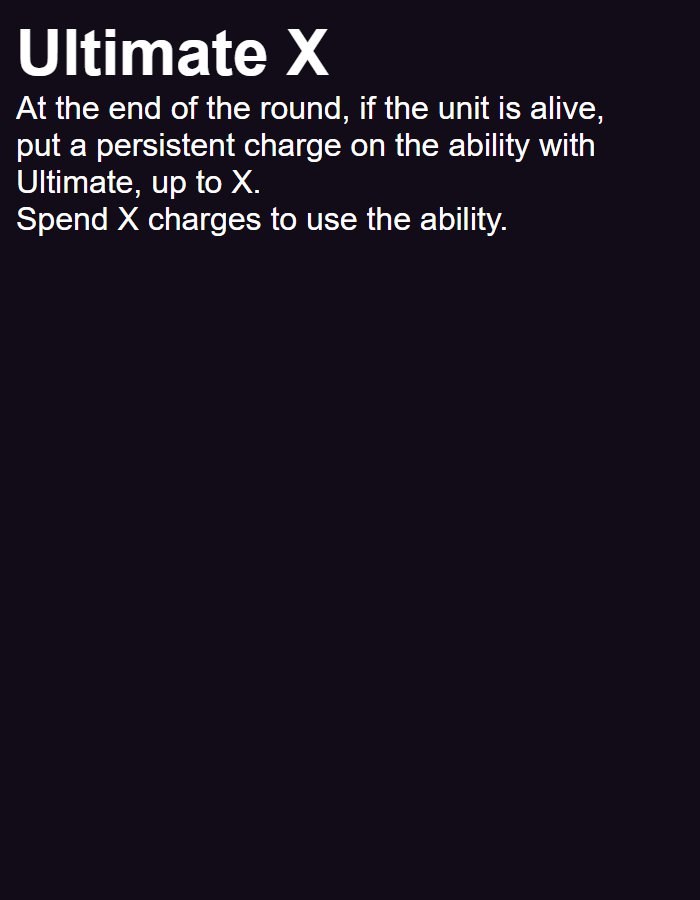 Ultimate X
At the end of the round, if the unit is alive,
put a persistent charge on the ability with
Ultimate, up to X.
Spend X charges to use the ability.